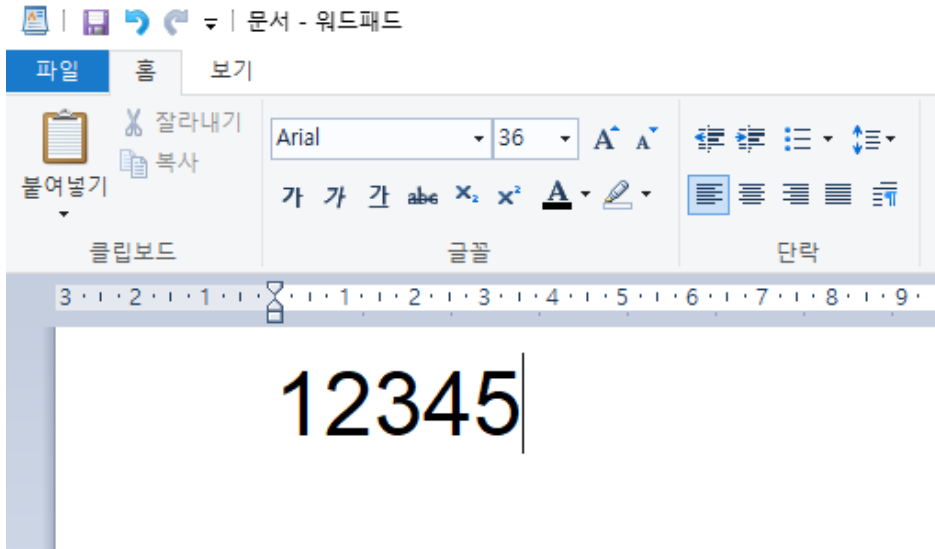 문서 - 워드패드
파일 홈 보기
붙여넣기
잘라내기
복사
클립보드
Arial 36 A A
가 가 가 abc X₂ x² A
글꼴
단락
3 2 1 1 2 3 4 5 6 7 8 9
12345